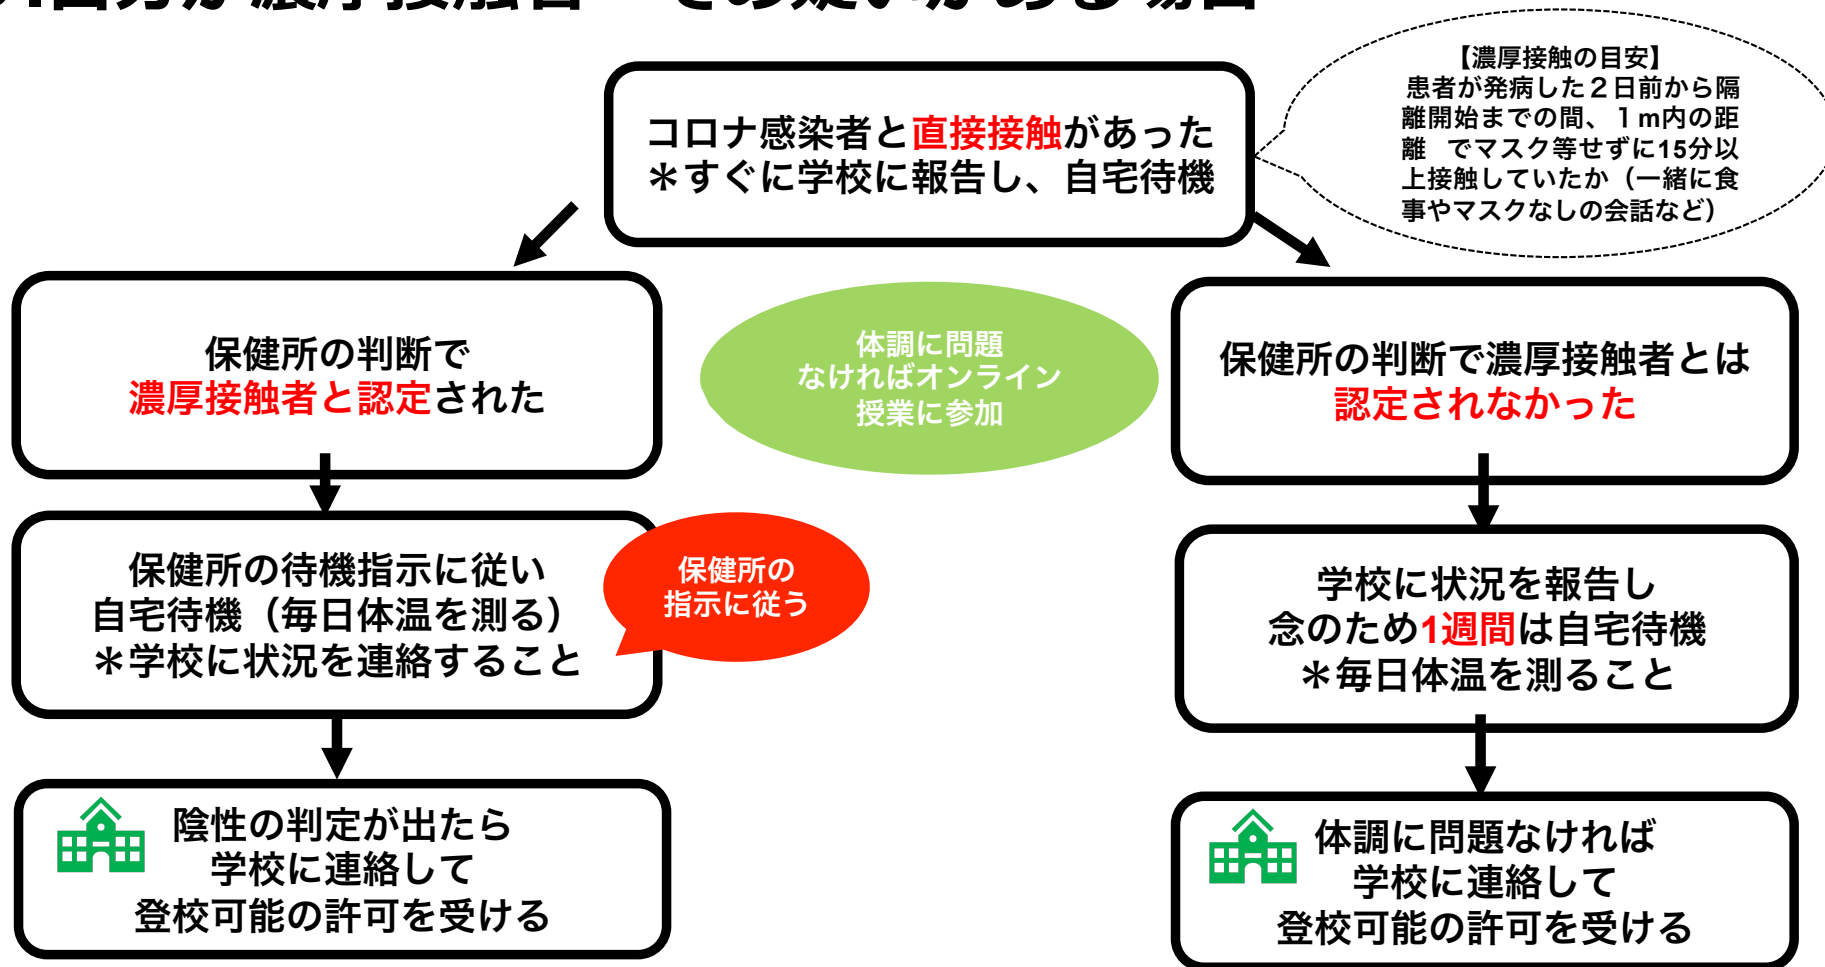 濃厚接触者
その疑いがある場合
コロナ感染者と直接接触があった
＊すぐに学校に報告し、自宅待機
【濃厚接触の目安】
患者が発病した２日前から隔
離開始までの間、１m内の距
離 でマスク等せずに15分以
上接触していたか（一緒に食
事やマスクなしの会話など）
保健所の判断で
濃厚接触者と認定された
体調に問題
なければオンライン
授業に参加
保健所の判断で濃厚接触者とは
認定されなかった
保健所の待機指示に従い
自宅待機（毎日体温を測る）
＊学校に状況を連絡すること
保健所の
指示に従う
学校に状況を報告し
念のため1週間は自宅待機
＊毎日体温を測ること
陰性の判定が出たら
学校に連絡して
登校可能の許可を受ける
体調に問題なければ
学校に連絡して
登校可能の許可を受ける